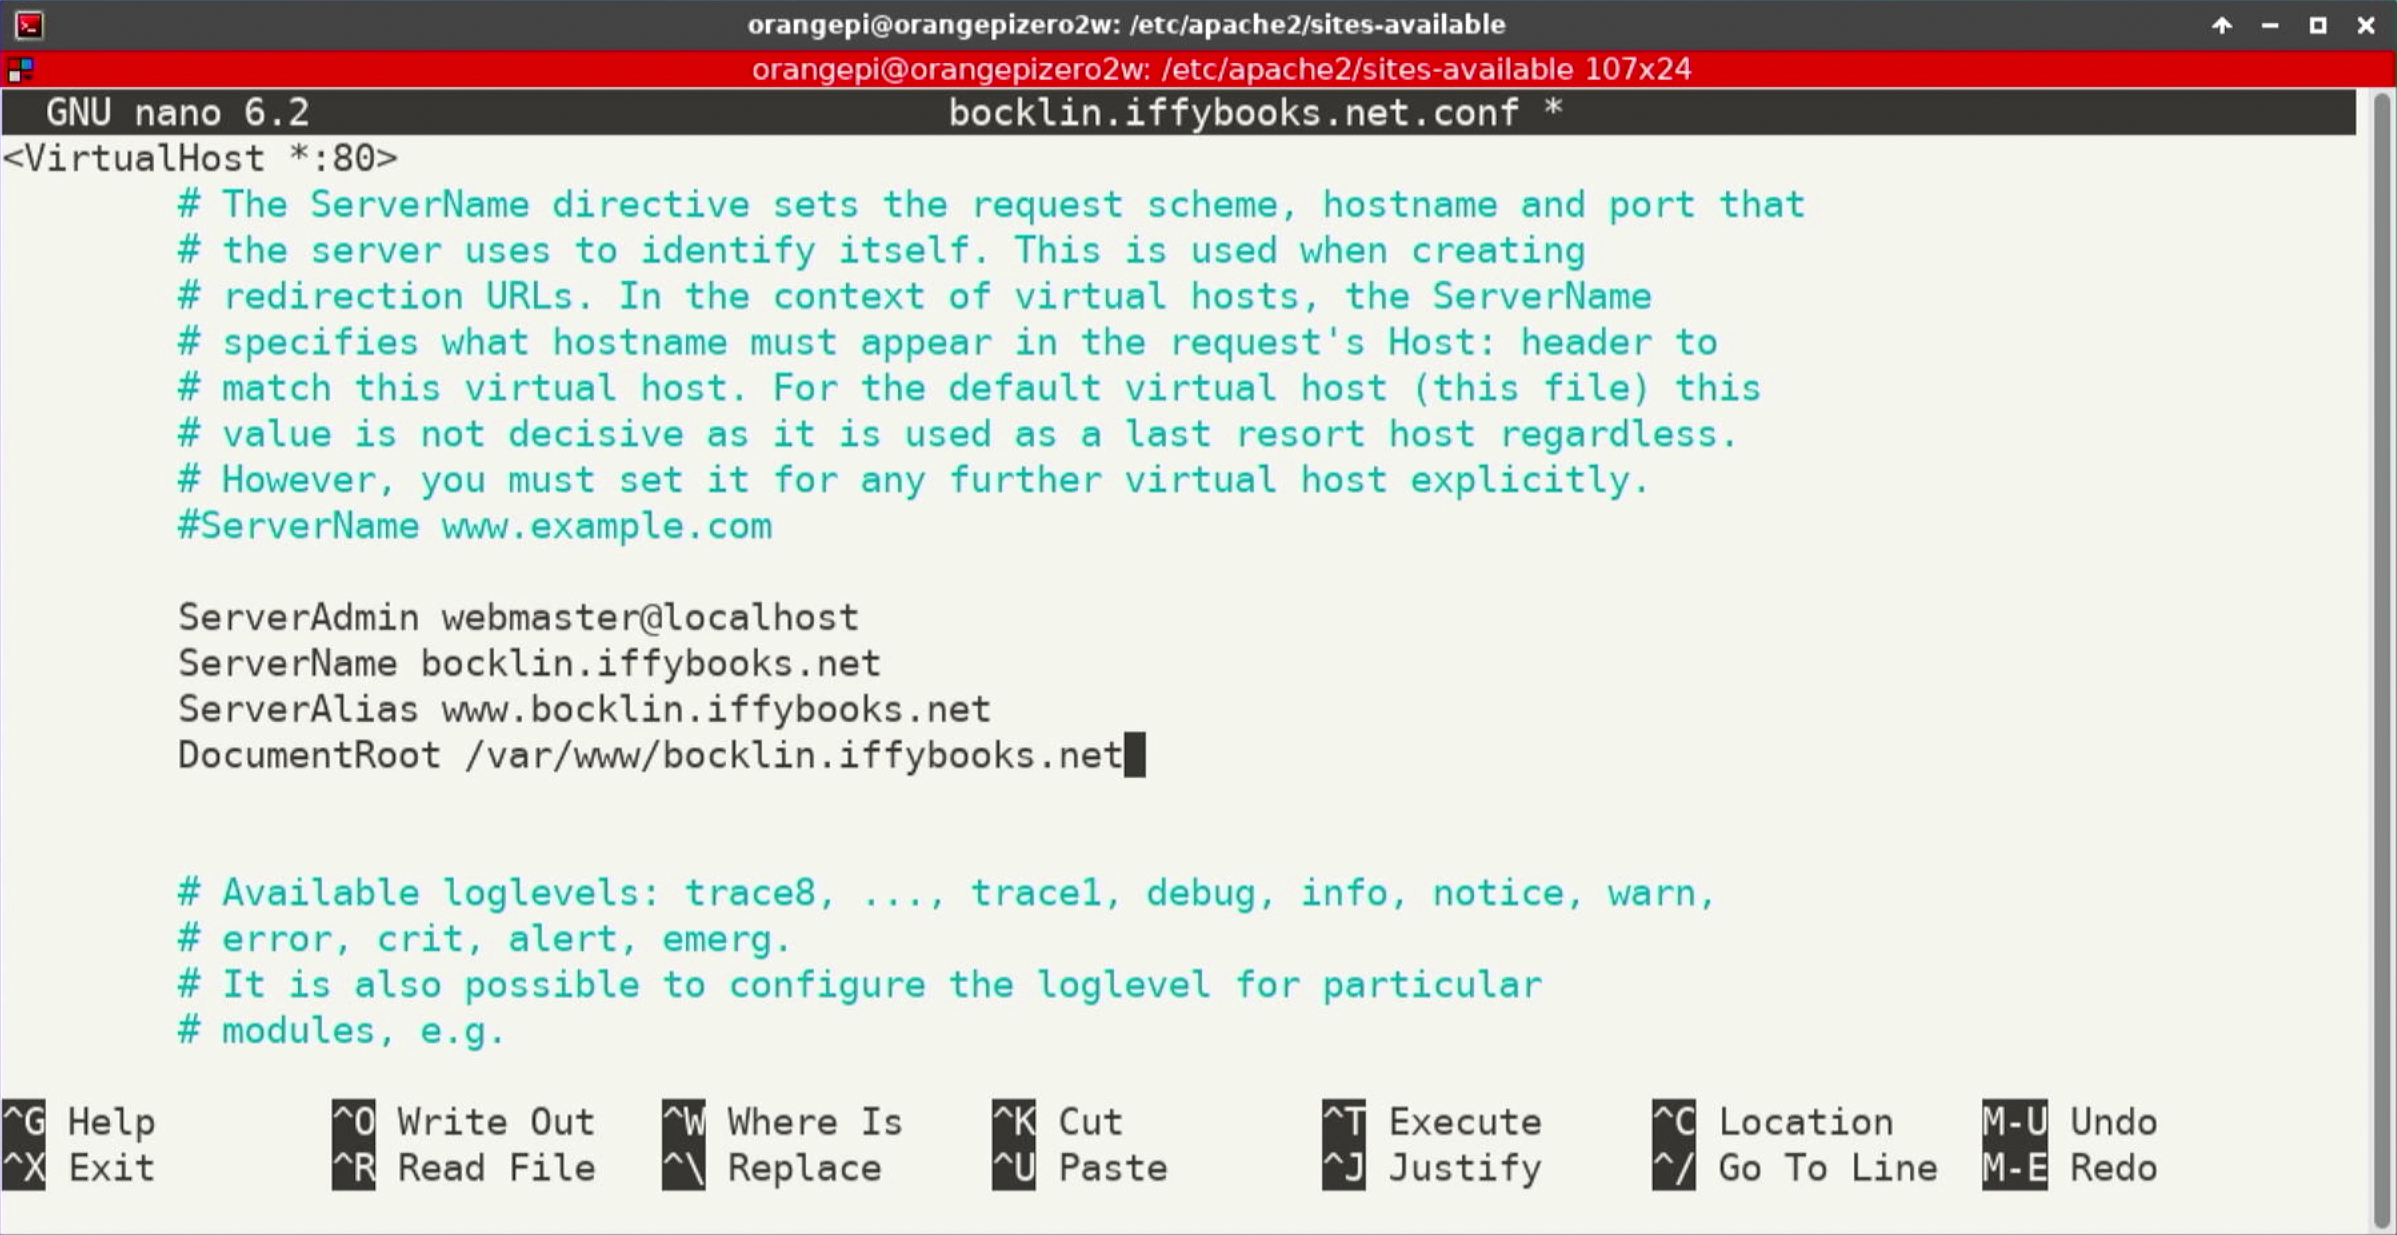 orangepi@orangepizero2w: /etc/apache2/sites-available
orangepi@orangepizero2w: /etc/apache2/sites-available 107x24
GNU nano 6.2 bocklin.iffybooks.net.conf *
<VirtualHost *:80>
# The ServerName directive sets the request scheme, hostname and port that
# the server uses to identify itself. This is used when creating
# redirection URLs. In the context of virtual hosts, the ServerName
# specifies what hostname must appear in the request's Host: header to
# match this virtual host. For the default virtual host (this file) this
# value is not decisive as it is used as a last resort host regardless.
# However, you must set it for any further virtual host explicitly.
#ServerName www.example.com
ServerAdmin webmaster@localhost
ServerName bocklin.iffybooks.net
ServerAlias www.bocklin.iffybooks.net
DocumentRoot /var/www/bocklin.iffybooks.net
# Available loglevels: trace8, ..., trace1, debug, info, notice, warn,
# error, crit, alert, emerg.
# It is also possible to configure the loglevel for particular
# modules, e.g.
^G Help ^O Write Out ^W Where Is ^K Cut ^T Execute ^C Location M-U Undo
^X Exit ^R Read File ^\ Replace ^U Paste ^J Justify ^/ Go To Line M-E Redo